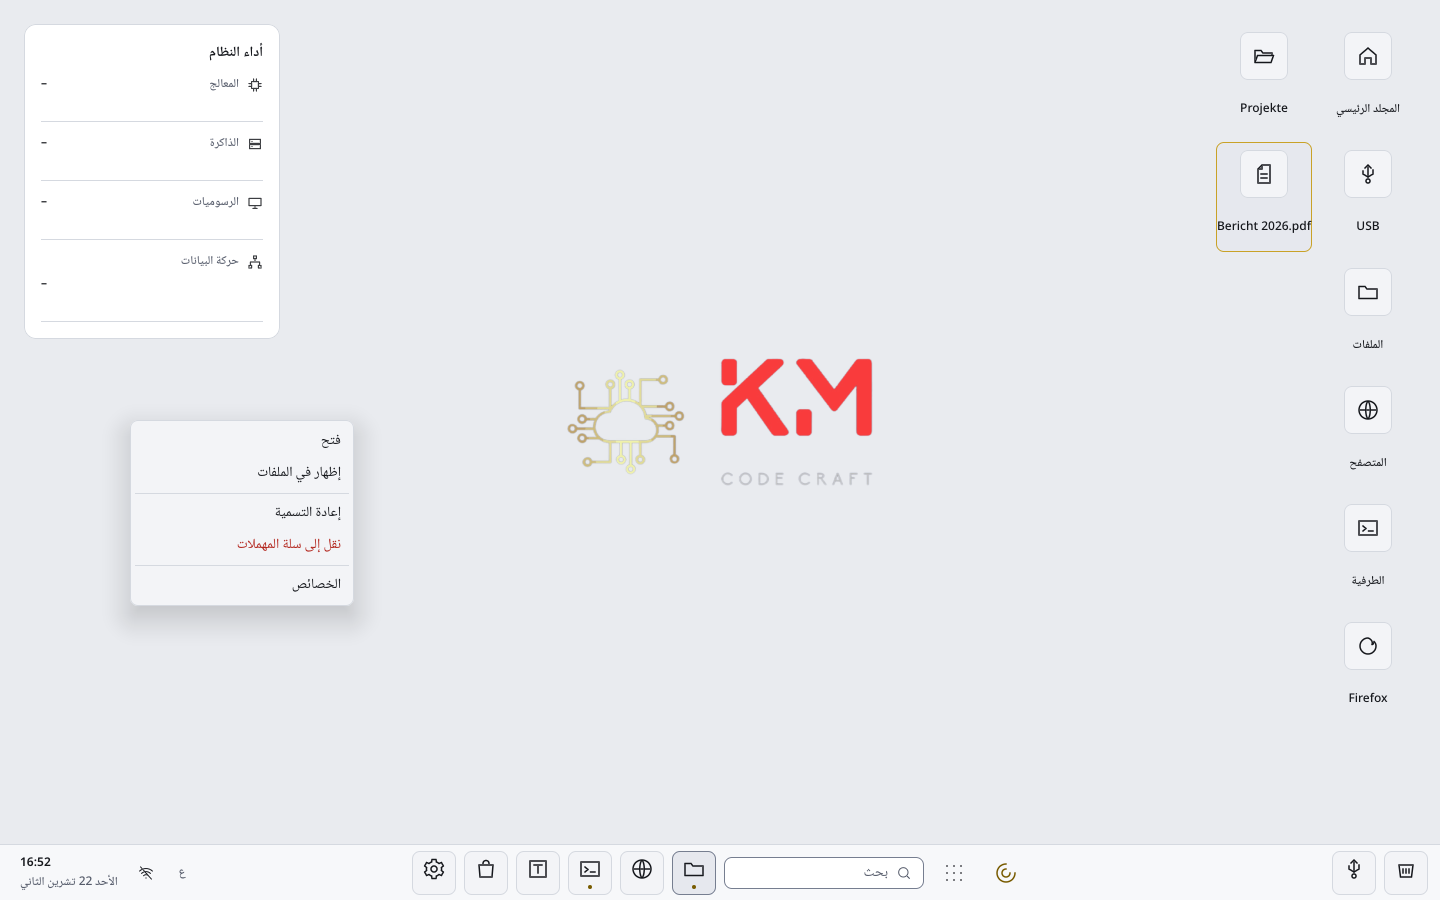 أداء النظام
المعالج
–
الذاكرة
–
الرسوميات
–
حركة البيانات
–
المجلد الرئيسي
Projekte
USB
Bericht 2026.pdf
الملفات
المتصفح
الطرفية
Firefox
KM
CODE CRAFT
فتح
إظهار في الملفات
إعادة التسمية
نقل إلى سلة المهملات
الخصائص
بحث
ع
16:52
الأحد 22 تشرين الثاني